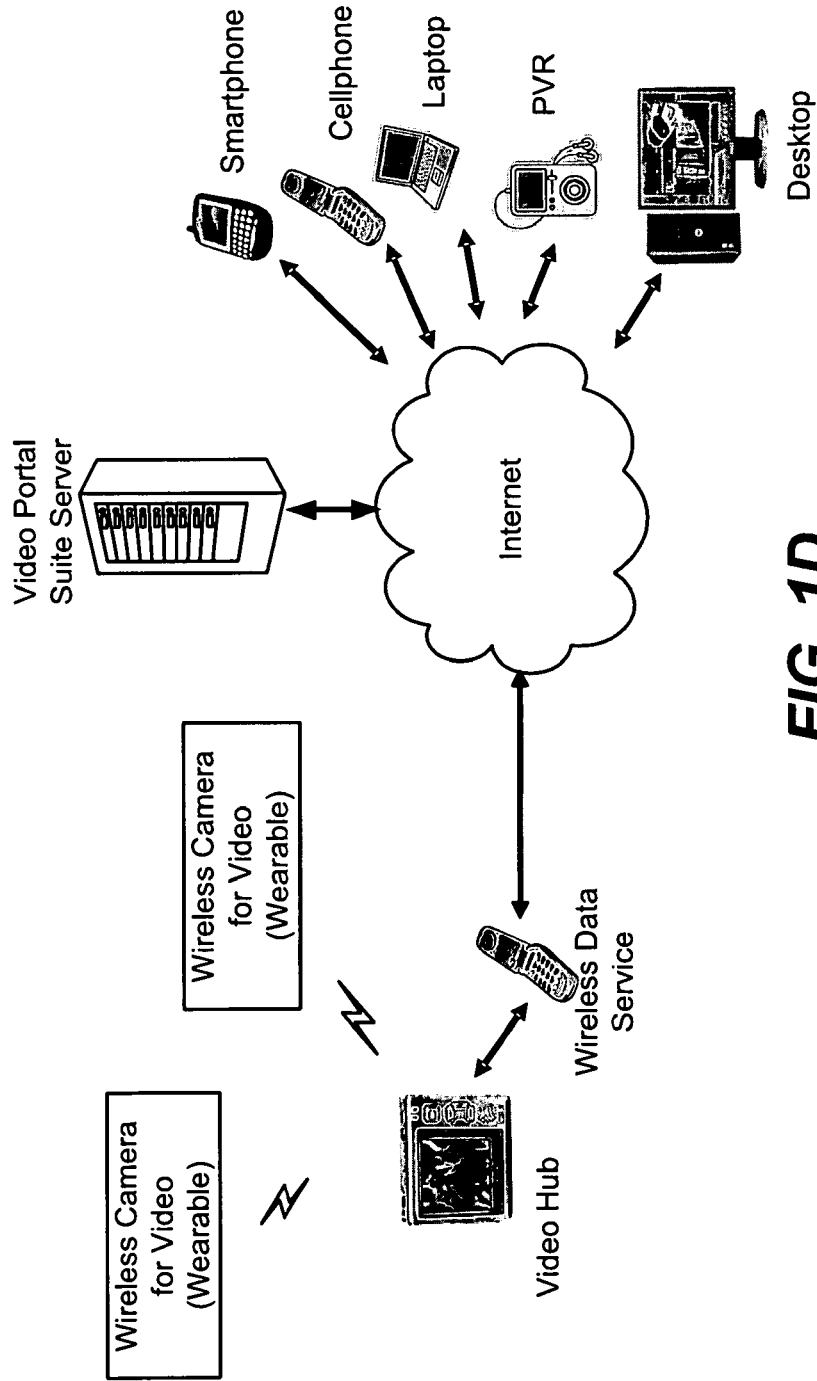 Wireless Camera
for Video
(Wearable)
Wireless Camera
for Video
(Wearable)
Video Portal
Suite Server
Smartphone
Cellphone
Laptop
PVR
Desktop
Internet
Video Hub
Wireless Data
Service
FIG. 1D